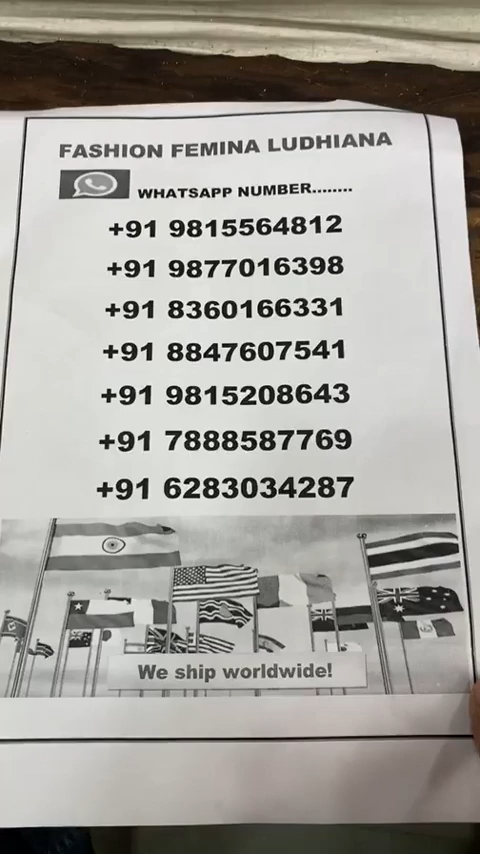 FASHION FEMINA LUDHIANA
WHATSAPP NUMBER........
+91 9815564812
+91 9877016398
+91 8360166331
+91 8847607541
+91 9815208643
+91 7888587769
+91 6283034287
We ship worldwide!